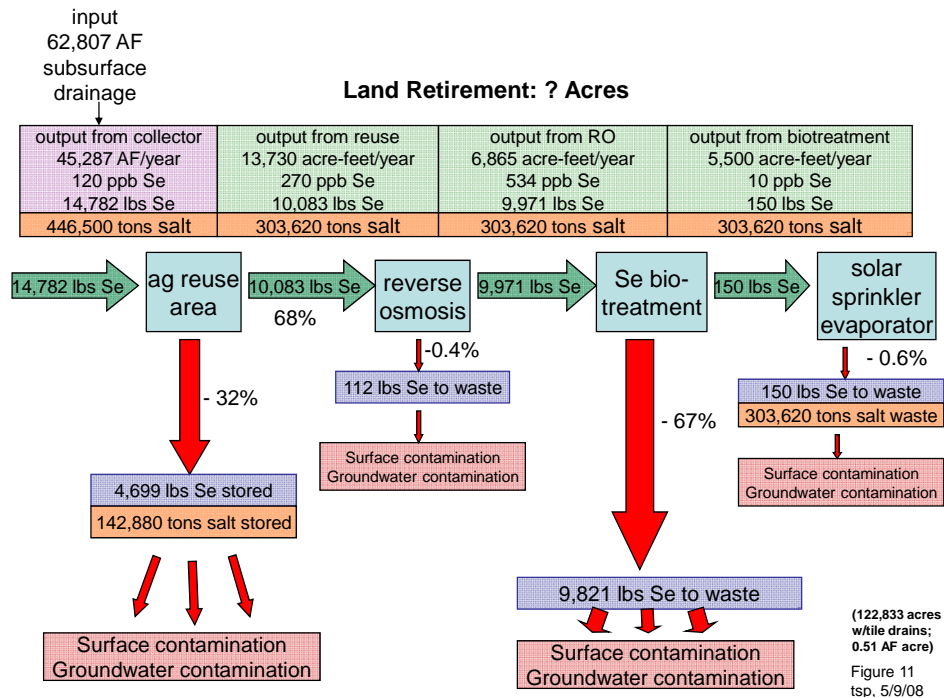 input
62,807 AF
subsurface
drainage
Land Retirement: ? Acres
output from collector
45,287 AF/year
120 ppb Se
14,782 lbs Se
446,500 tons salt
output from reuse
13,730 acre-feet/year
270 ppb Se
10,083 lbs Se
303,620 tons salt
output from RO
6,865 acre-feet/year
534 ppb Se
9,971 lbs Se
303,620 tons salt
output from biotreatment
5,500 acre-feet/year
10 ppb Se
150 lbs Se
303,620 tons salt
14,782 lbs Se
ag reuse
area
10,083 lbs Se
68%
reverse
osmosis
9,971 lbs Se
Se bio-
treatment
150 lbs Se
solar
sprinkler
evaporator
- 32%
4,699 lbs Se stored
142,880 tons salt stored
Surface contamination
Groundwater contamination
-0.4%
112 lbs Se to waste
Surface contamination
Groundwater contamination
- 67%
9,821 lbs Se to waste
Surface contamination
Groundwater contamination
- 0.6%
150 lbs Se to waste
303,620 tons salt waste
Surface contamination
Groundwater contamination
(122,833 acres
w/tile drains;
0.51 AF acre)
Figure 11
tsp, 5/9/08